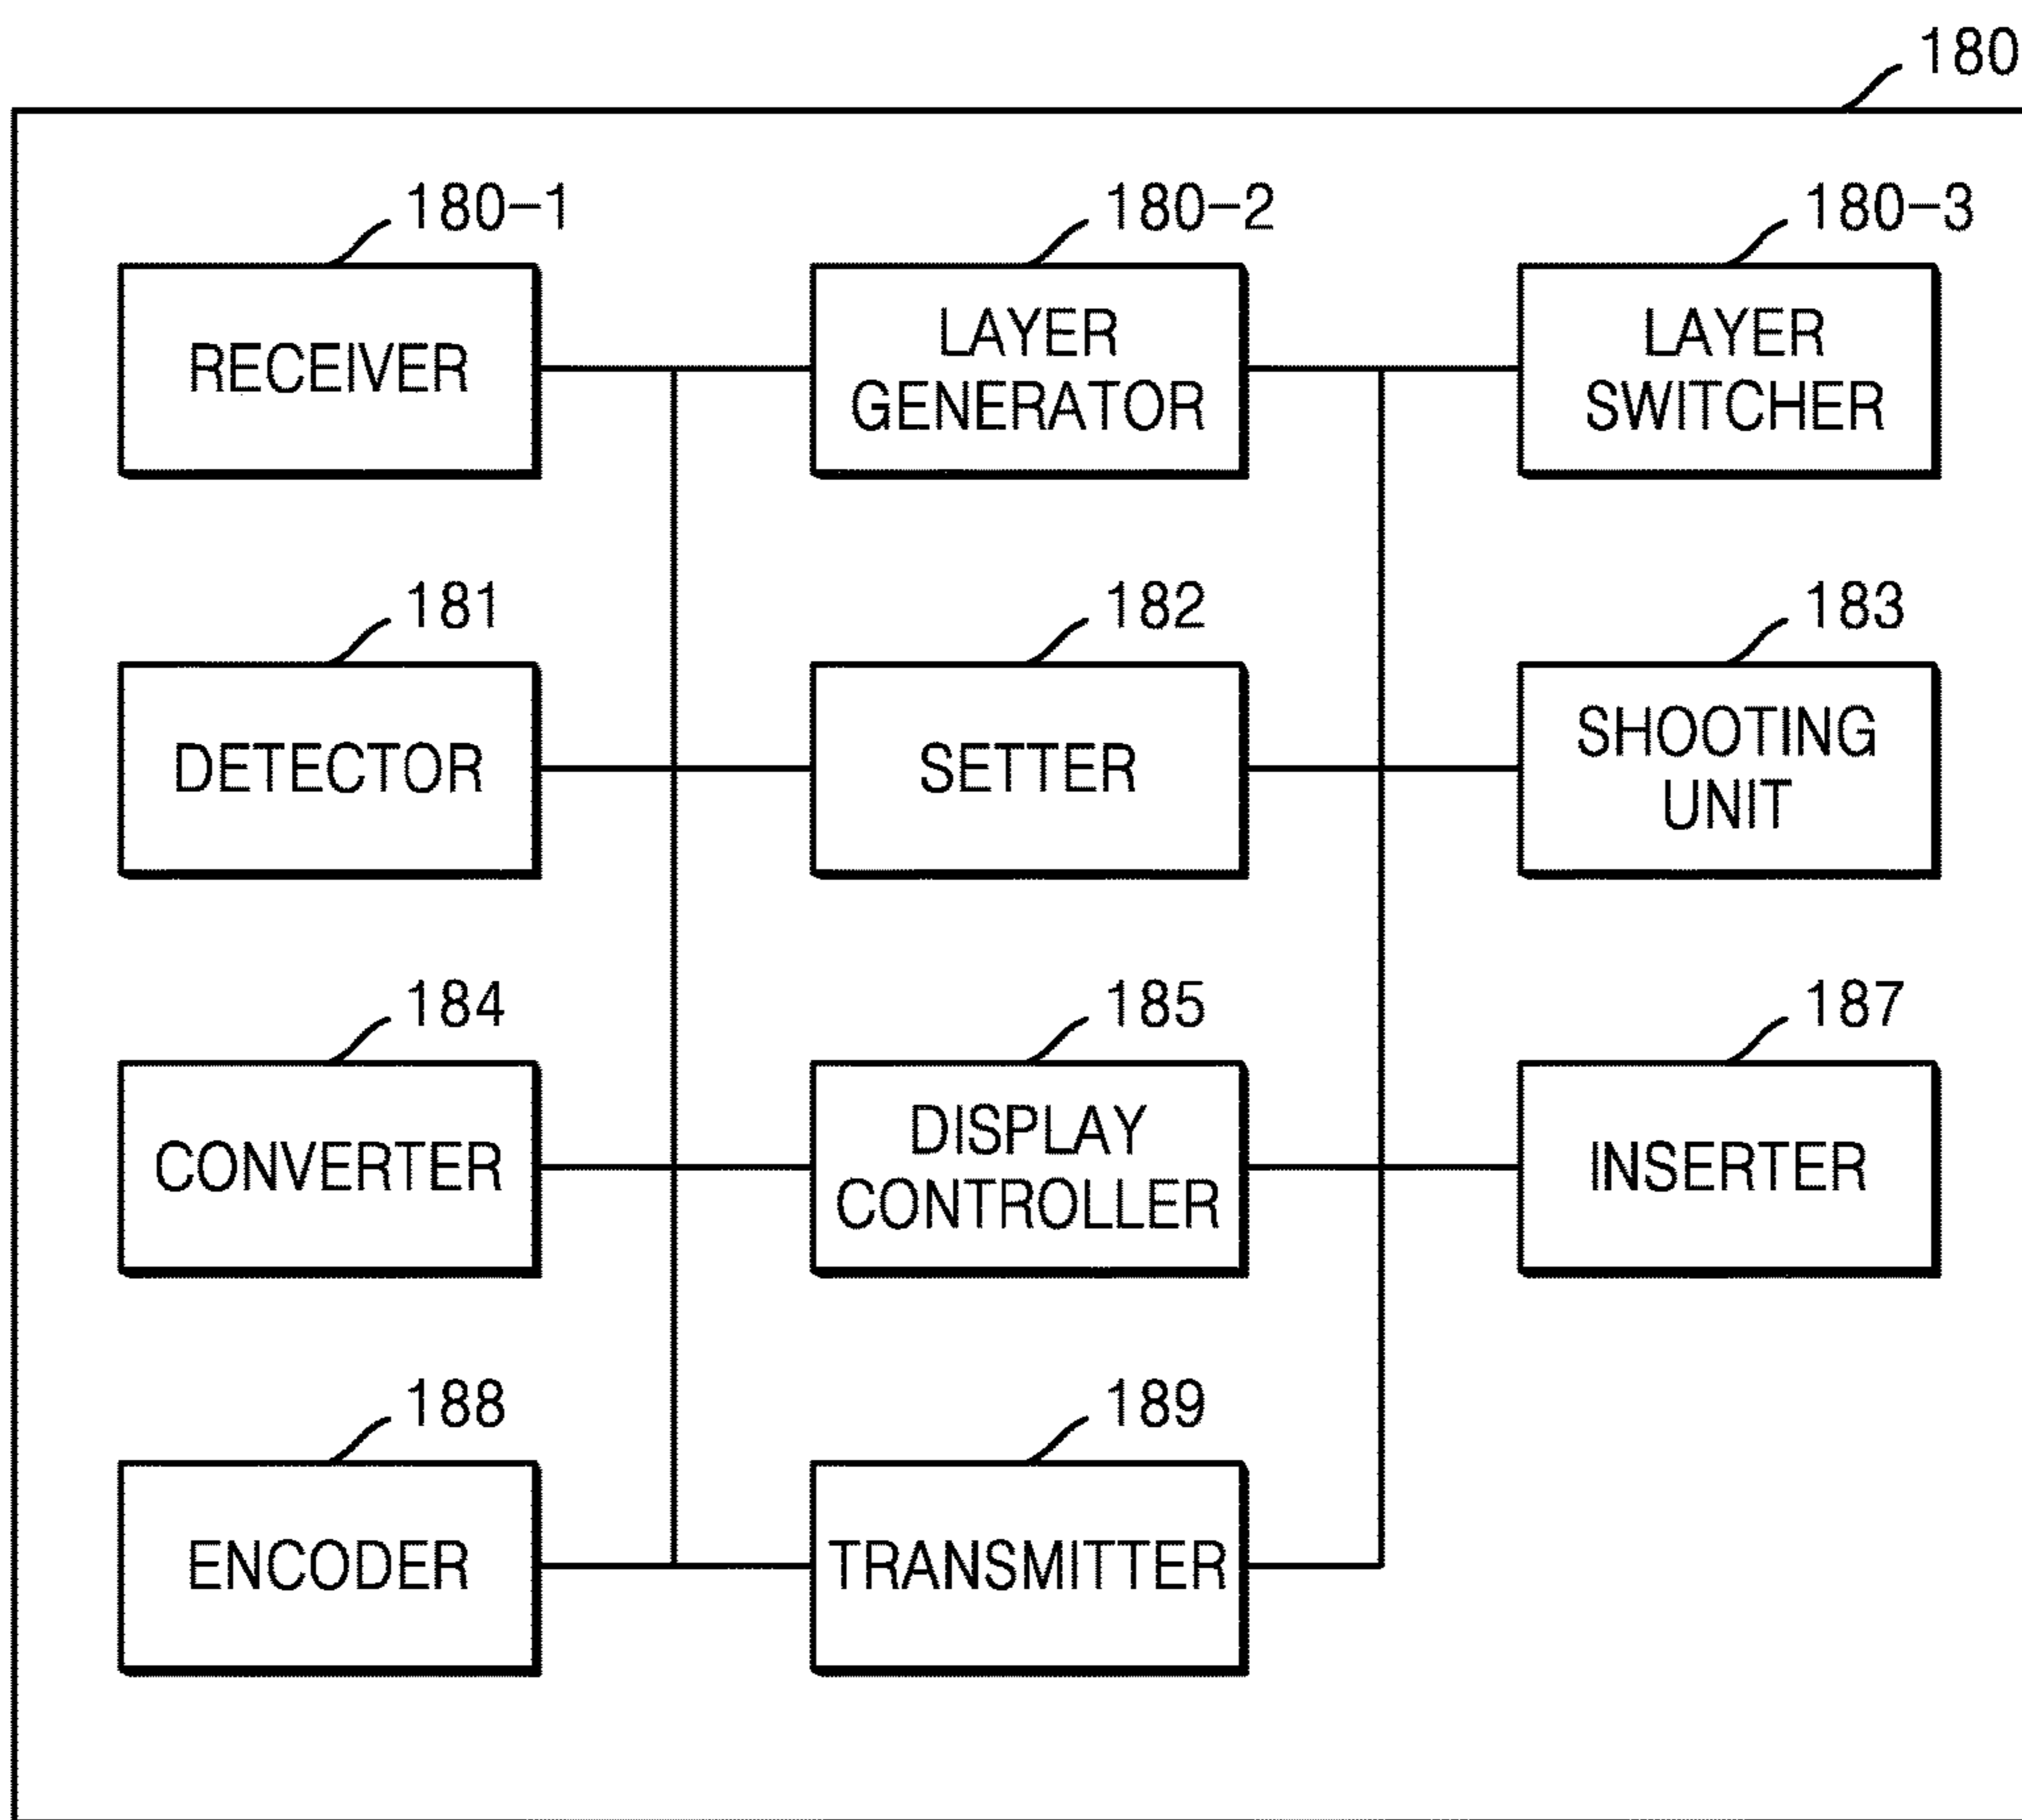 180
180-1
180-2
180-3
RECEIVER
LAYER
GENERATOR
LAYER
SWITCHER
181
182
183
DETECTOR
SETTER
SHOOTING
UNIT
184
185
187
CONVERTER
DISPLAY
CONTROLLER
INSERTER
188
189
ENCODER
TRANSMITTER